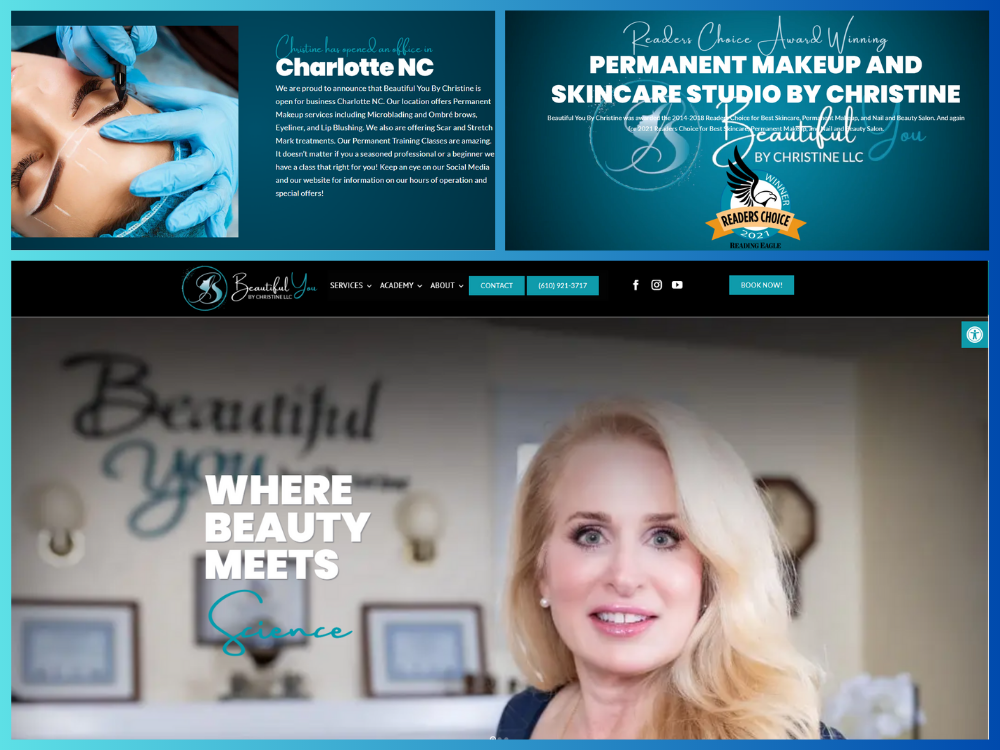 Christine has opened an office in
Charlotte NC
We are proud to announce that Beautiful You By Christine is
open for business Charlotte NC. Our location offers Permanent
Makeup services including Microblading and Ombré brows,
Eyeliner, and Lip Blushing. We also are offering Scar and Stretch
Mark treatments. Our Permanent Training Classes are amazing.
It doesn't matter if you a seasoned professional or a beginner we
have a class that right for you! Keep an eye on our Social Media
and our website for information on our hours of operation and
special offers!
Readers Choice Award Winning
PERMANENT MAKEUP AND
SKINCARE STUDIO BY CHRISTINE
Beautiful You By Christine was awarded the 2014-2018 Readers Choice for Best Skincare, Permanent Makeup, and Nail and Beauty Salon. And again
for 2021 Readers Choice for Best Skincare, Permanent Makeup, and Nail and Beauty Salon.
Beautiful You
BY CHRISTINE LLC
WINNER
READERS CHOICE
2021
READING EAGLE
Beautiful You
BY CHRISTINE LLC
SERVICES ACADEMY ABOUT CONTACT (610) 921-3717 BOOK NOW!
Beautiful
You
WHERE
BEAUTY
MEETS
Science